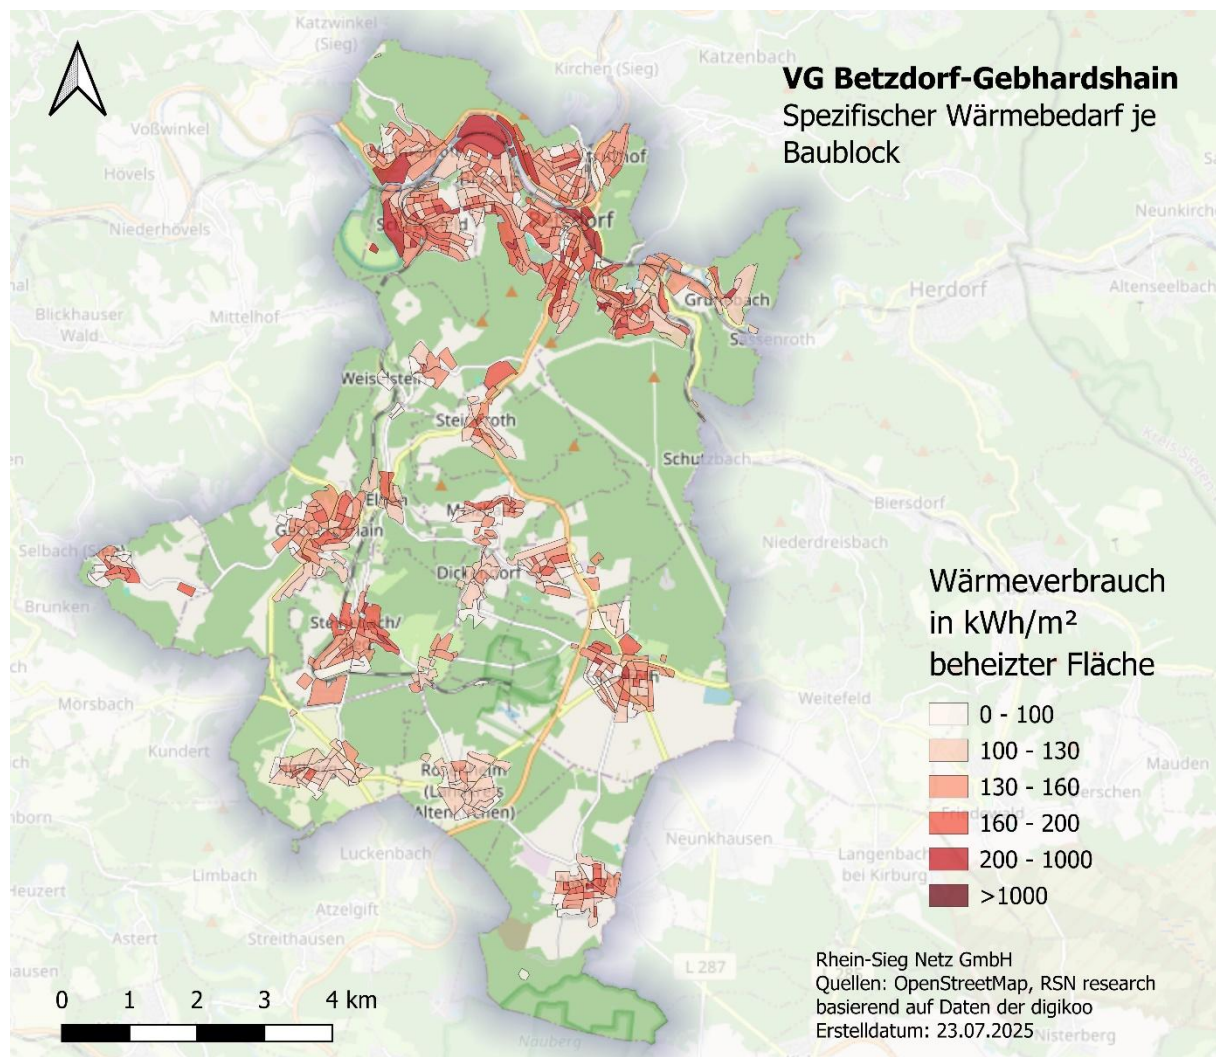 Katzwinkel
(Sieg)
Kirchen (Sieg)
Katzenbach
VG Betzdorf-Gebhardshain
Spezifischer Wärmebedarf je
Baublock
Voßwinkel
Hövels
Niederhövels
Neunkirch
Blickhauser
Wald
Mittelhof
Herdorf
Altenseelbach
Sassenroth
Weiselstein
Schutzbach
Kreis Siegen
Biersdorf
Selbach (Sieg)
Niederdreisbach
Brunken
Dickendorf
Wärmeverbrauch
in kWh/m²
beheizter Fläche
Mörsbach
Weitefeld
Kundert
0 - 100
100 - 130
130 - 160
160 - 200
200 - 1000
>1000
Mauden
Friedewald
Luckenbach
Neunkhausen
Langenbach
bei Kirburg
Limbach
Heuzert
Atzelgift
Astert
Streithausen
L 287
Rhein-Sieg Netz GmbH
Quellen: OpenStreetMap, RSN research
basierend auf Daten der digikoo
Erstelldatum: 23.07.2025
0 1 2 3 4 km
Nauberg
Nisterberg